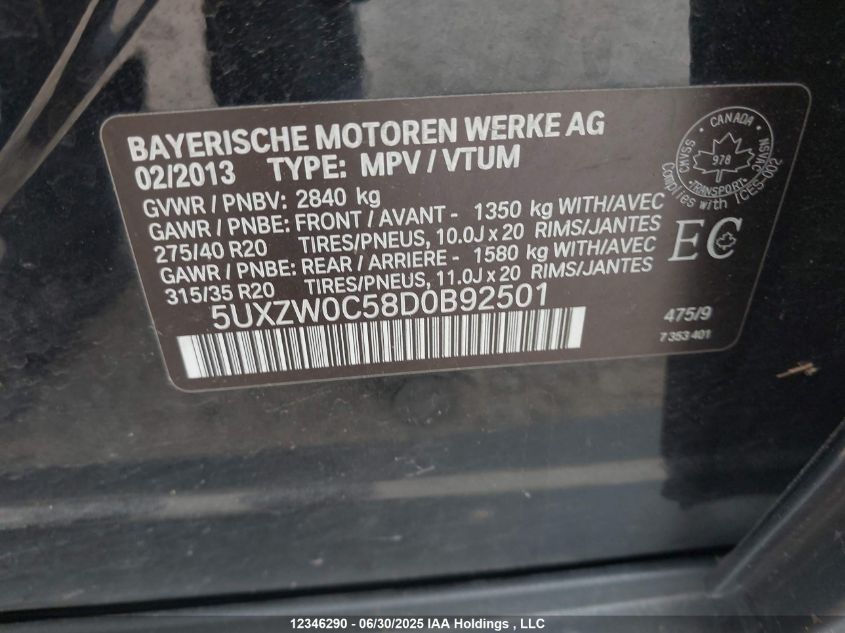 BAYERISCHE MOTOREN WERKE AG
02/2013 TYPE: MPV / VTUM
GVWR / PNBV: 2840 kg
GAWR / PNBE: FRONT / AVANT - 1350 kg WITH/AVEC
275/40 R20 TIRES/PNEUS, 10.0J x 20 RIMS/JANTES
GAWR / PNBE: REAR / ARRIERE - 1580 kg WITH/AVEC
315/35 R20 TIRES/PNEUS, 11.0J x 20 RIMS/JANTES
5UXZW0C58D0B92501
CANADA
CMVSS
NSVAC
978
TRANSPORT
Complies with / ICES-002
EC
475/9
7 353 401
12346290 - 06/30/2025 IAA Holdings , LLC